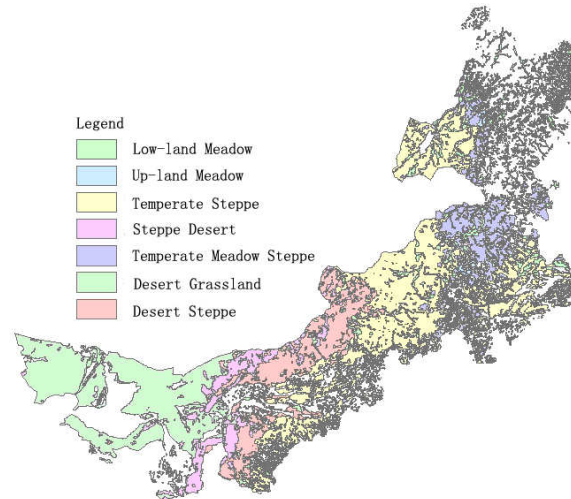 Legend
Low-land Meadow
Up-land Meadow
Temperate Steppe
Steppe Desert
Temperate Meadow Steppe
Desert Grassland
Desert Steppe